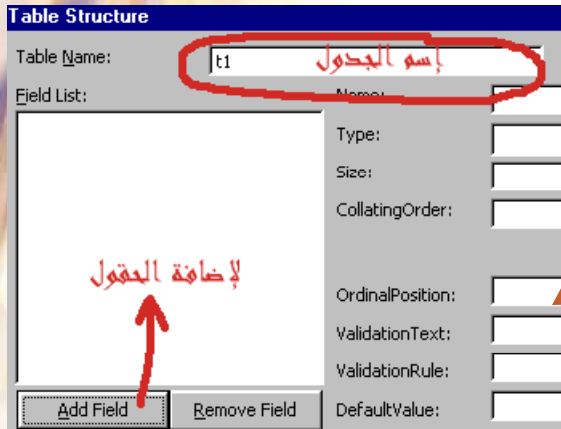 Table Structure
Table Name:
t1
إسم الجدول
Field List:
Name:
Type:
Size:
CollatingOrder:
لإضافة الحقول
OrdinalPosition:
ValidationText:
ValidationRule:
Add Field
Remove Field
DefaultValue: